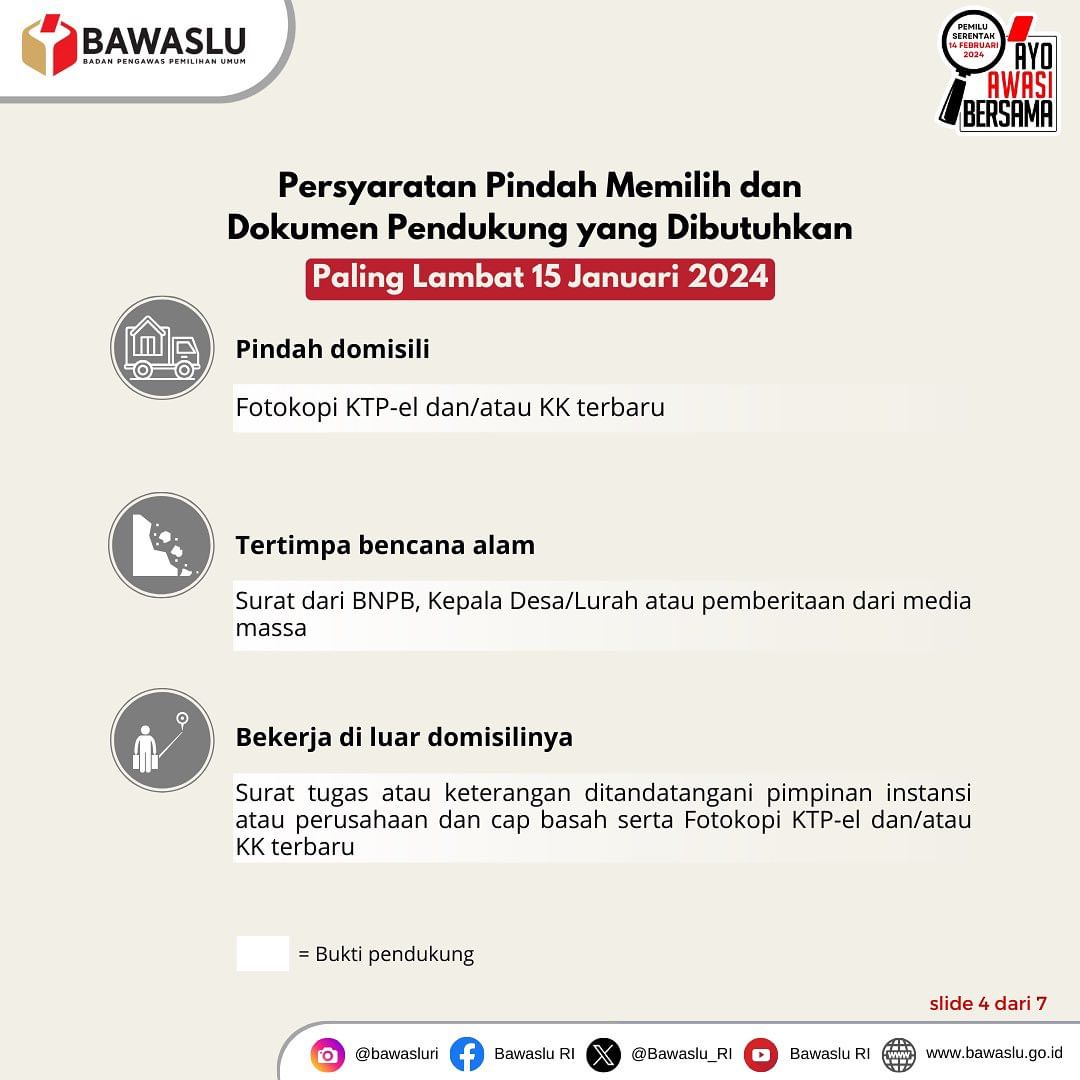 BAWASLU
BADAN PENGAWAS PEMILIHAN UMUM
PEMILU
SERENTAK
14 FEBRUARI
2024
AYO
AWASI
BERSAMA
Persyaratan Pindah Memilih dan
Dokumen Pendukung yang Dibutuhkan
Paling Lambat 15 Januari 2024
Pindah domisili
Fotokopi KTP-el dan/atau KK terbaru
Tertimpa bencana alam
Surat dari BNPB, Kepala Desa/Lurah atau pemberitaan dari media
massa
Bekerja di luar domisilinya
Surat tugas atau keterangan ditandatangani pimpinan instansi
atau perusahaan dan cap basah serta Fotokopi KTP-el dan/atau
KK terbaru
= Bukti pendukung
slide 4 dari 7
@bawasluri Bawaslu RI @Bawaslu_RI Bawaslu RI WWW www.bawaslu.go.id